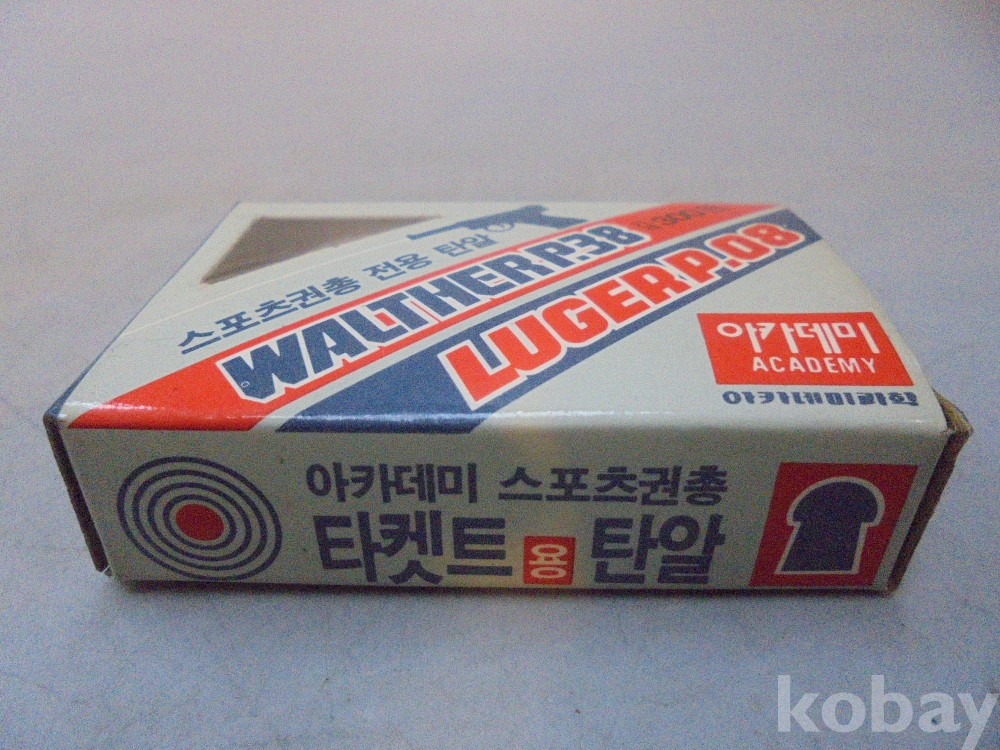 스포츠권총 전용 탄알
WALTHER P.38
LUGER P.08
아카데미
ACADEMY
아카데미과학
아카데미 스포츠권총
타켓트용 탄알
kobay